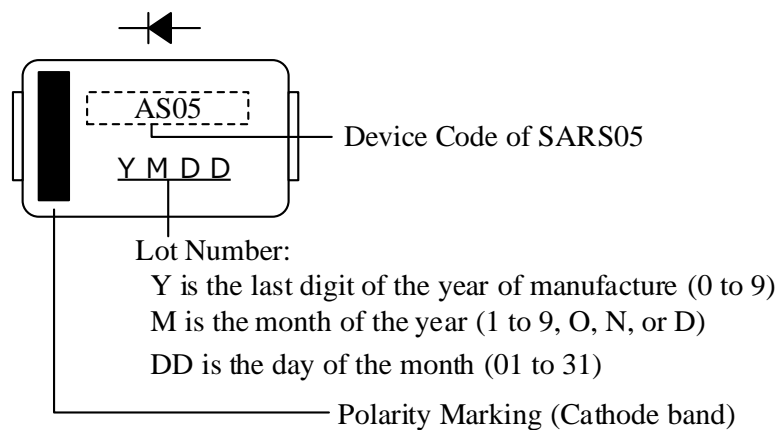 AS05
Device Code of SARS05
Y M D D
Lot Number:
Y is the last digit of the year of manufacture (0 to 9)
M is the month of the year (1 to 9, O, N, or D)
DD is the day of the month (01 to 31)
Polarity Marking (Cathode band)